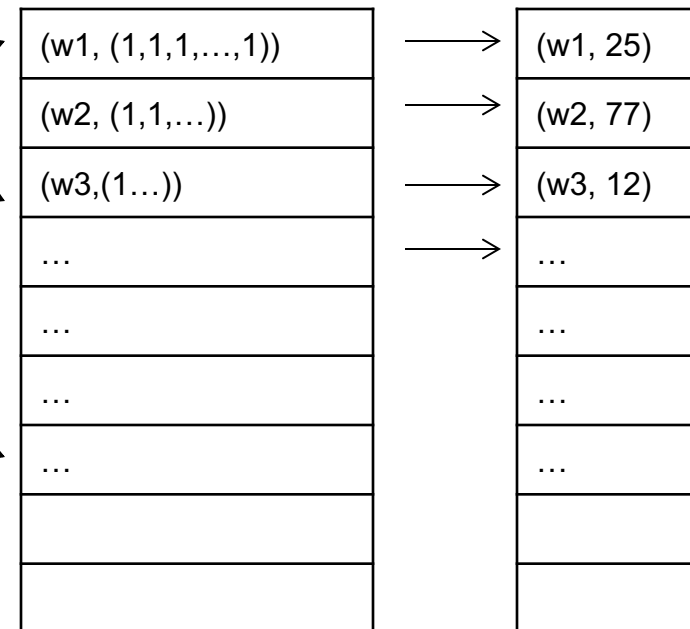 (w1, (1,1,1,…,1))
(w1, 25)
(w2, (1,1,…))
(w2, 77)
(w3,(1…))
(w3, 12)
…
…
…
…
…
…
…
…